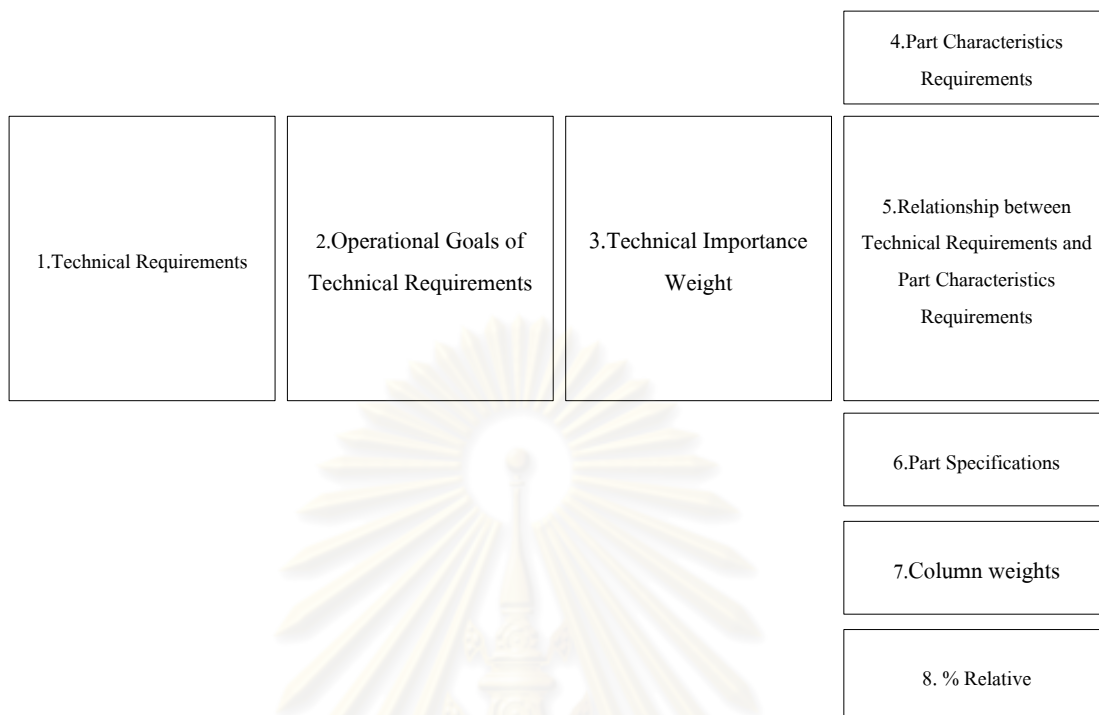 4.Part Characteristics
Requirements
1.Technical Requirements
2.Operational Goals of
Technical Requirements
3.Technical Importance
Weight
5.Relationship between
Technical Requirements and
Part Characteristics
Requirements
6.Part Specifications
7.Column weights
8. % Relative